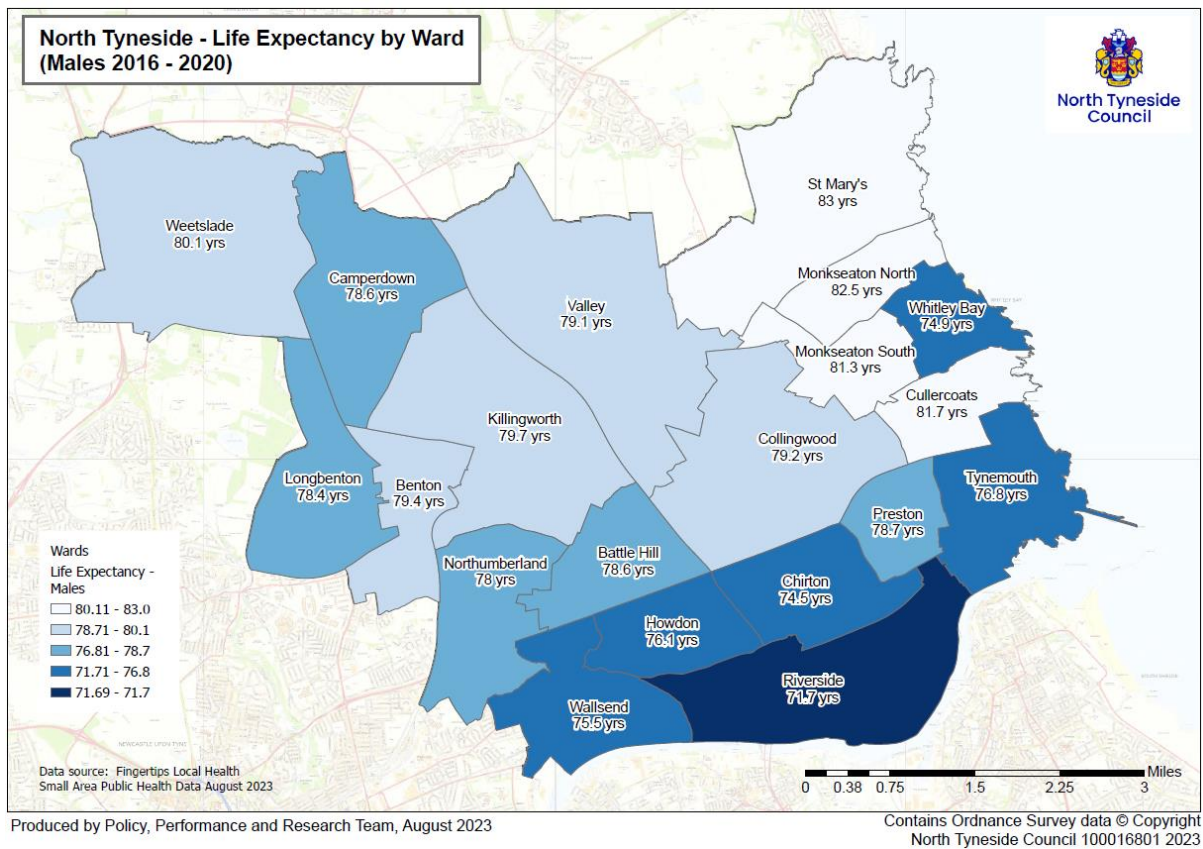 North Tyneside - Life Expectancy by Ward
(Males 2016 - 2020)
North Tyneside
Council
St Mary's
83 yrs
Weetslade
80.1 yrs
Camperdown
78.6 yrs
Monkseaton North
82.5 yrs
Valley
79.1 yrs
Whitley Bay
74.9 yrs
Monkseaton South
81.3 yrs
Cullercoats
81.7 yrs
Killingworth
79.7 yrs
Collingwood
79.2 yrs
Longbenton
78.4 yrs
Benton
79.4 yrs
Tynemouth
76.8 yrs
Preston
78.7 yrs
Northumberland
78 yrs
Battle Hill
78.6 yrs
Chirton
74.5 yrs
Howdon
76.1 yrs
Riverside
71.7 yrs
Wallsend
75.5 yrs
Wards
Life Expectancy -
Males
80.11 - 83.0
78.71 - 80.1
76.81 - 78.7
71.71 - 76.8
71.69 - 71.7
NEWCASTLE UPON TYNE
Data source: Fingertips Local Health
Small Area Public Health Data August 2023
Miles
0 0.38 0.75 1.5 2.25 3
Produced by Policy, Performance and Research Team, August 2023
Contains Ordnance Survey data © Copyright
North Tyneside Council 100016801 2023